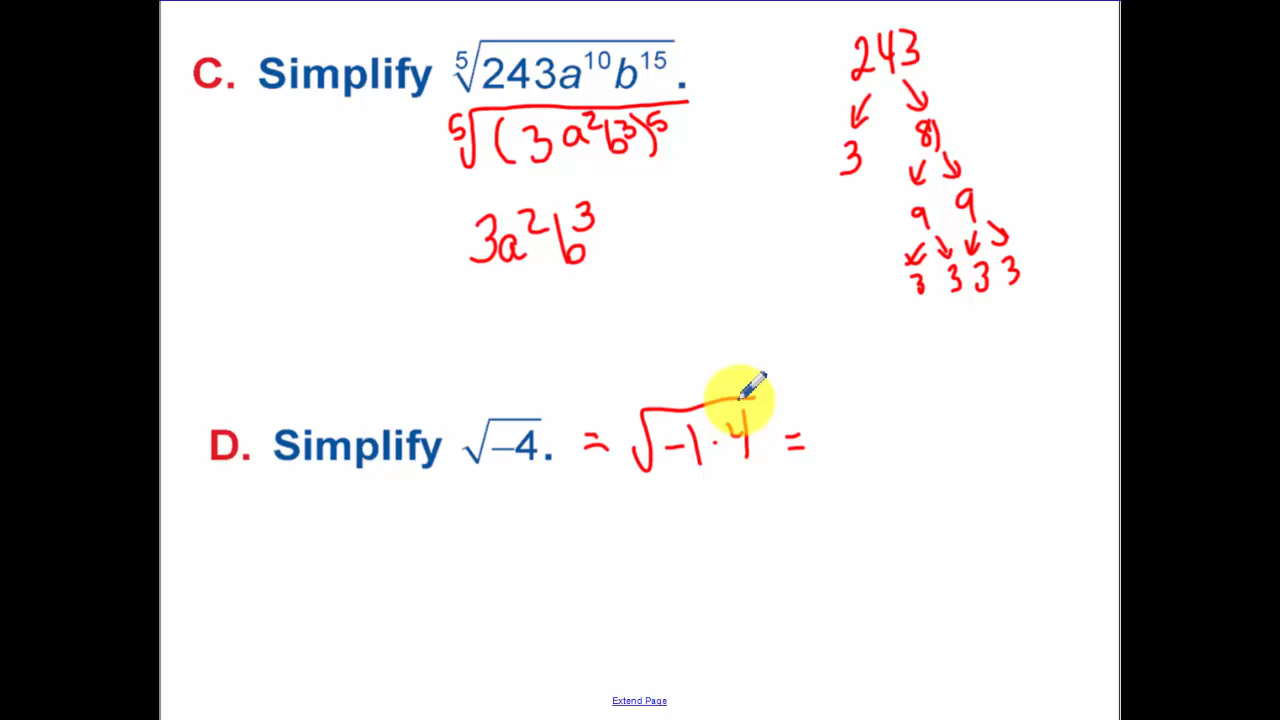 C. Simplify ⁵√243a¹⁰b¹⁵.
⁵√(3a²b³)⁵
3a²b³
243
3 81
9 9
3 3 3 3
D. Simplify √–4. = √-1·4 =
Extend Page